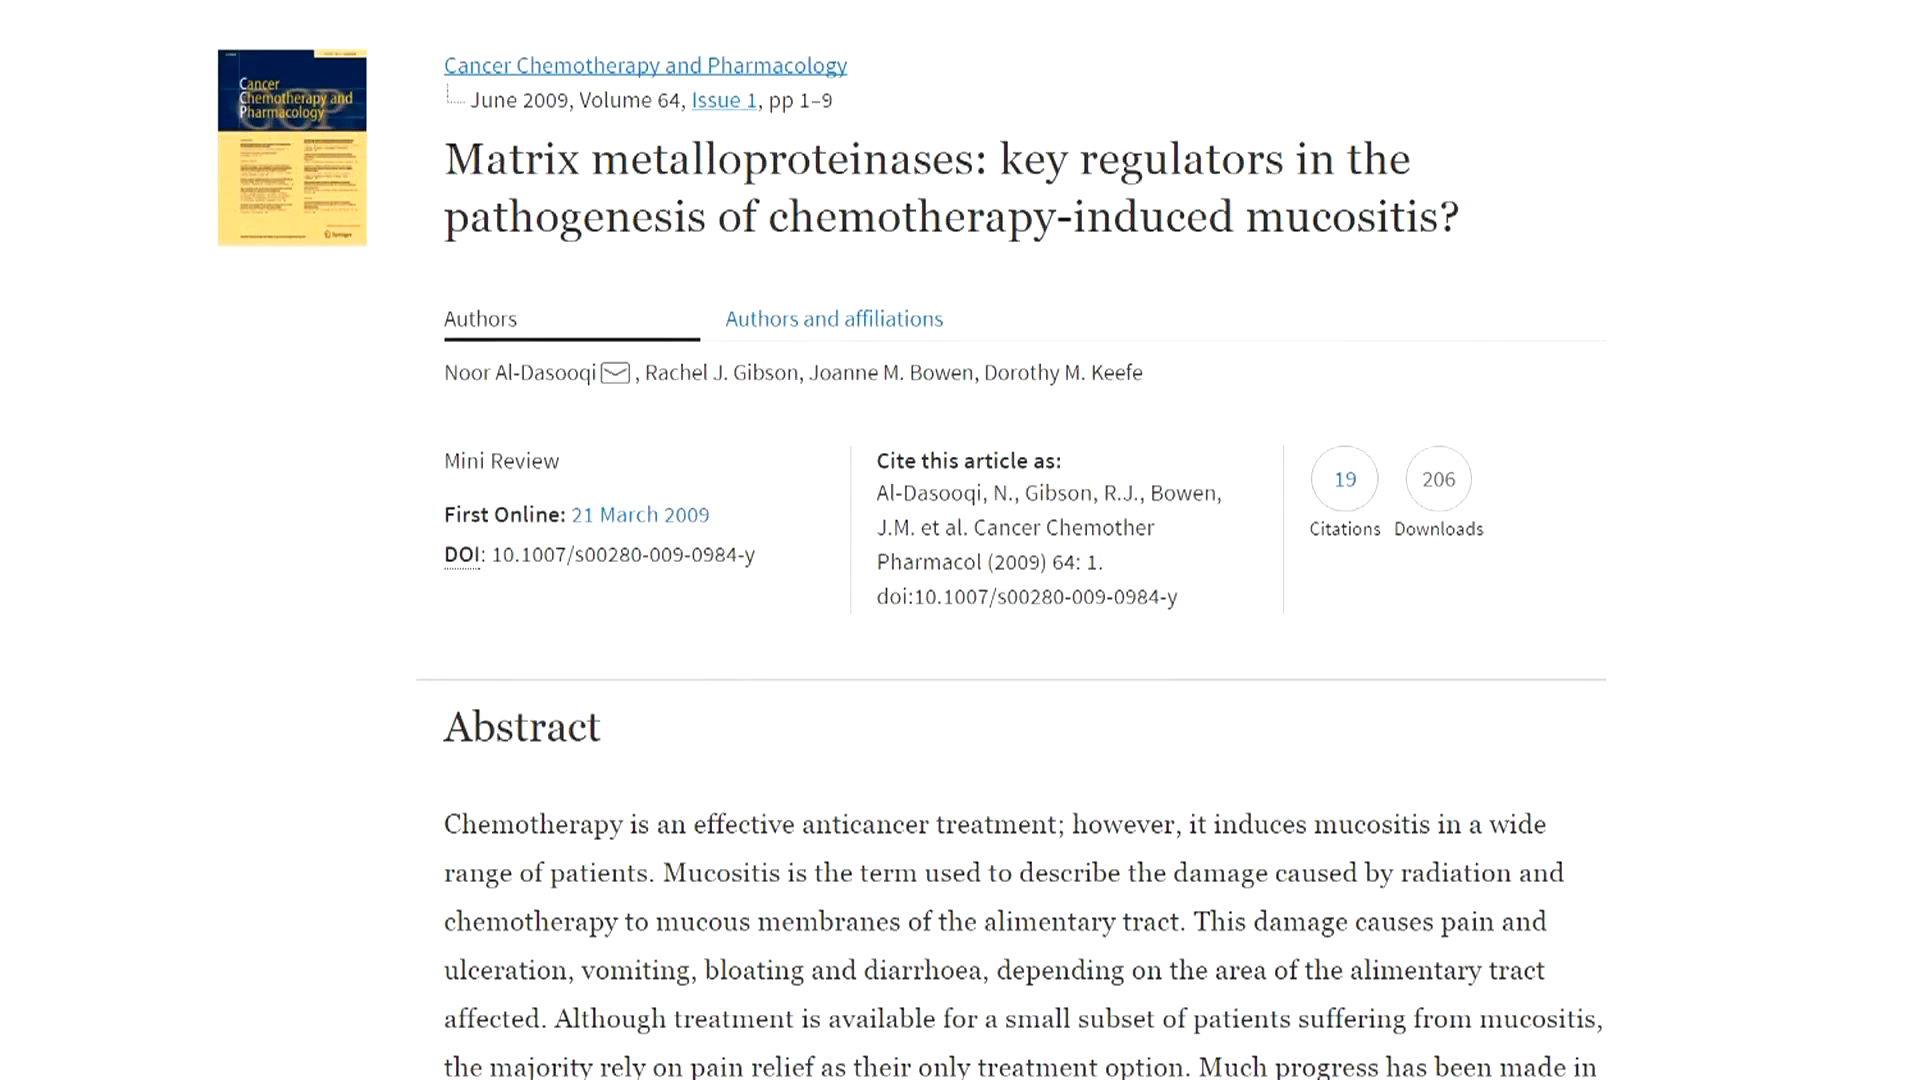 Cancer
Chemotherapy and
Pharmacology
Springer
Cancer Chemotherapy and Pharmacology
June 2009, Volume 64, Issue 1, pp 1–9
Matrix metalloproteinases: key regulators in the
pathogenesis of chemotherapy-induced mucositis?
Authors
Authors and affiliations
Noor Al-Dasooqi, Rachel J. Gibson, Joanne M. Bowen, Dorothy M. Keefe
Mini Review
First Online: 21 March 2009
DOI: 10.1007/s00280-009-0984-y
Cite this article as:
Al-Dasooqi, N., Gibson, R.J., Bowen,
J.M. et al. Cancer Chemother
Pharmacol (2009) 64: 1.
doi:10.1007/s00280-009-0984-y
19
Citations
206
Downloads
Abstract
Chemotherapy is an effective anticancer treatment; however, it induces mucositis in a wide
range of patients. Mucositis is the term used to describe the damage caused by radiation and
chemotherapy to mucous membranes of the alimentary tract. This damage causes pain and
ulceration, vomiting, bloating and diarrhoea, depending on the area of the alimentary tract
affected. Although treatment is available for a small subset of patients suffering from mucositis,
the majority rely on pain relief as their only treatment option. Much progress has been made in